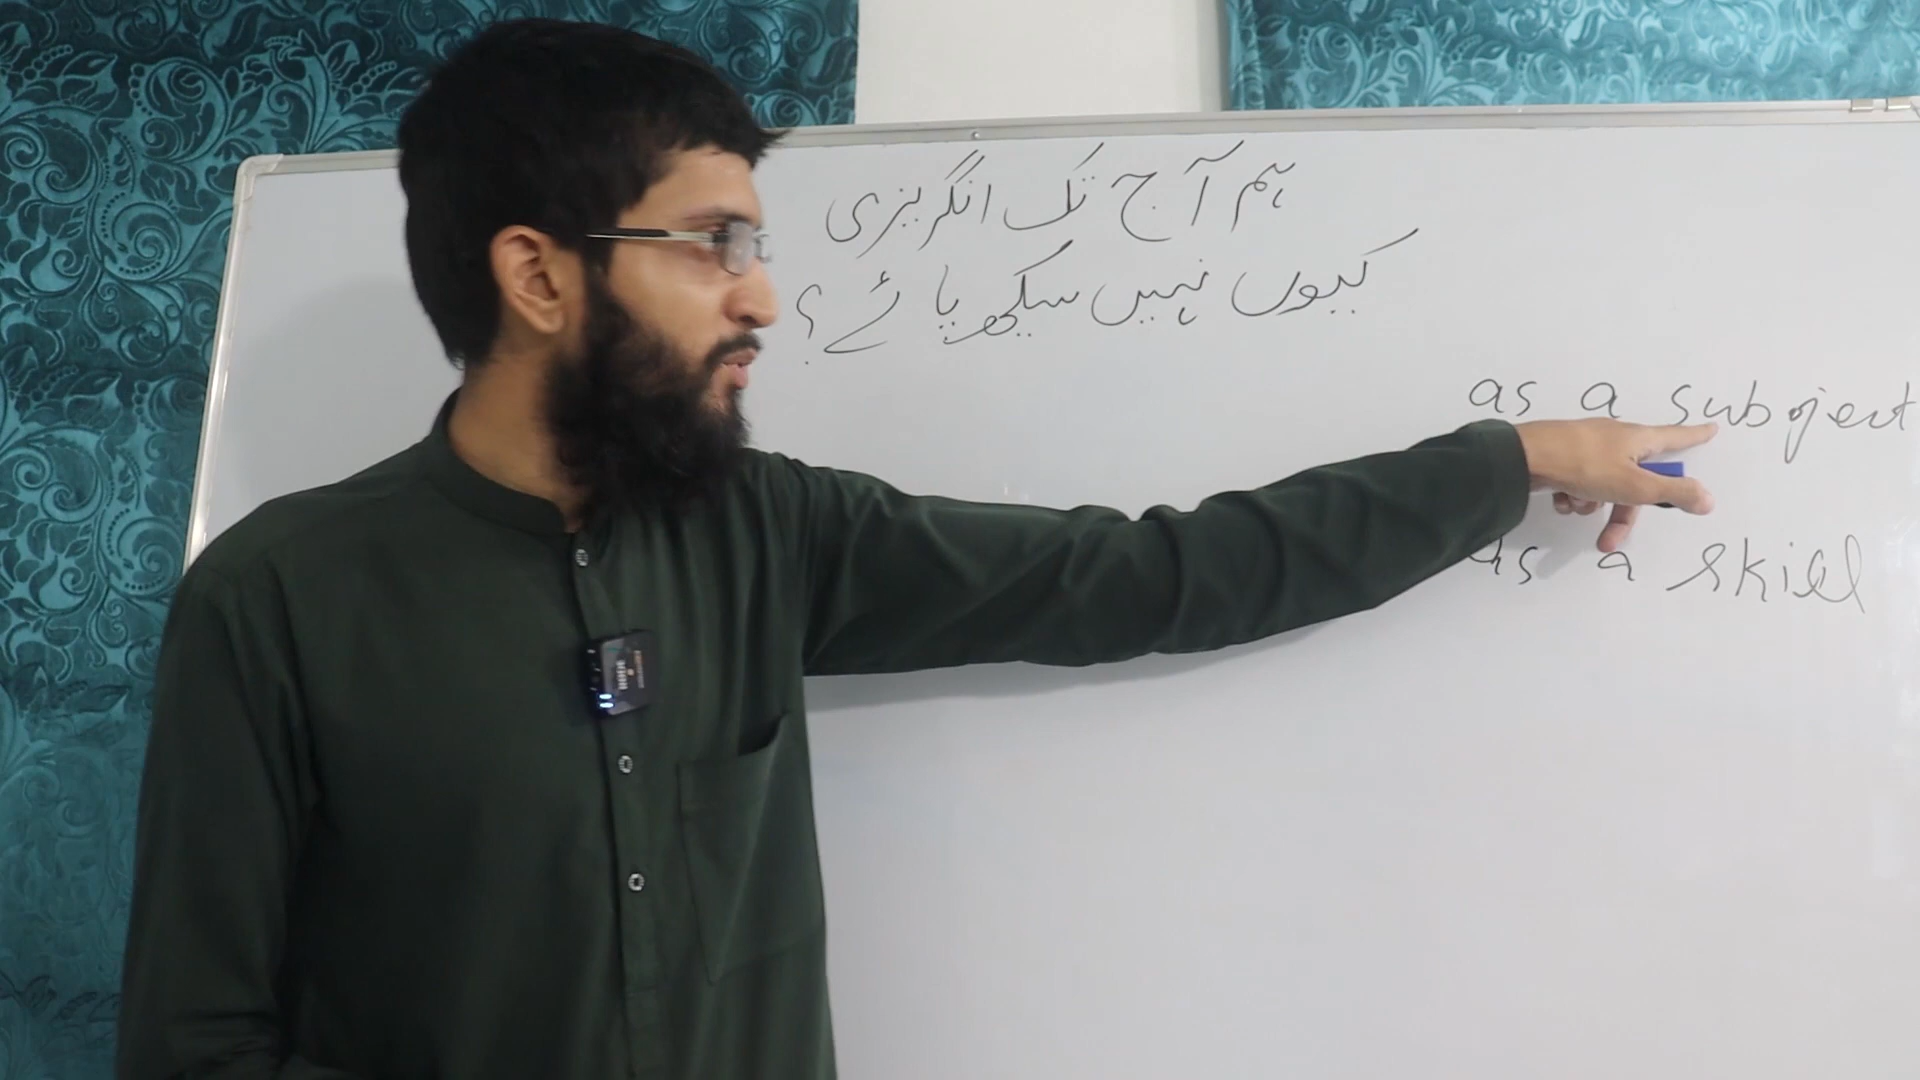 ہم آج تک انگریزی
کیوں نہیں سیکھ پائے؟
as a subject
as a skill